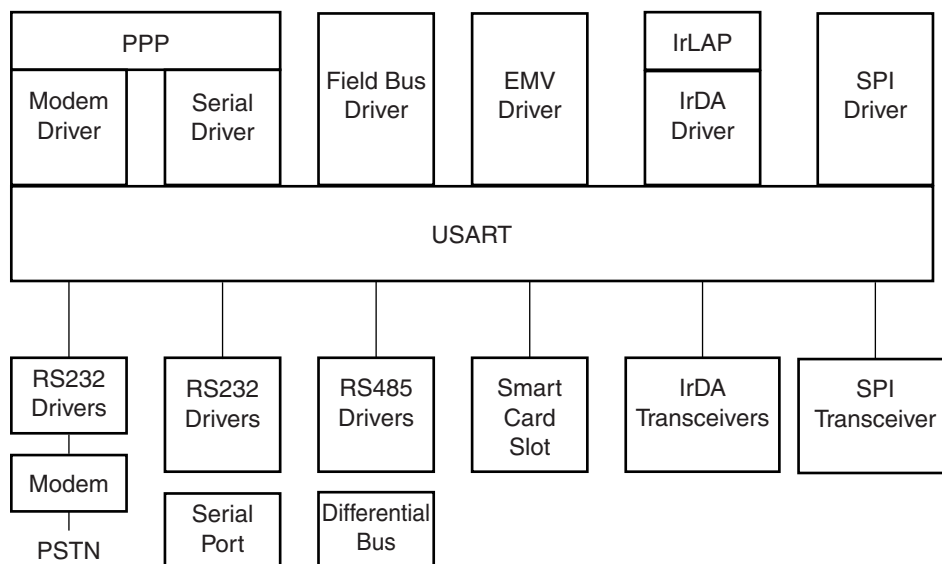 PPP
Modem
Driver
Serial
Driver
Field Bus
Driver
EMV
Driver
IrLAP
IrDA
Driver
SPI
Driver
USART
RS232
Drivers
Modem
PSTN
RS232
Drivers
Serial
Port
RS485
Drivers
Differential
Bus
Smart
Card
Slot
IrDA
Transceivers
SPI
Transceiver